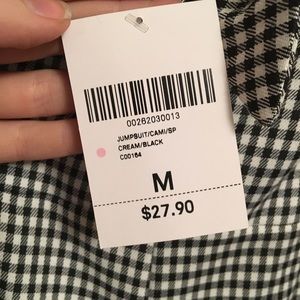 00262030013
JUMPSUIT/CAMI/SP
CREAM/BLACK
C00164
M
$27.90